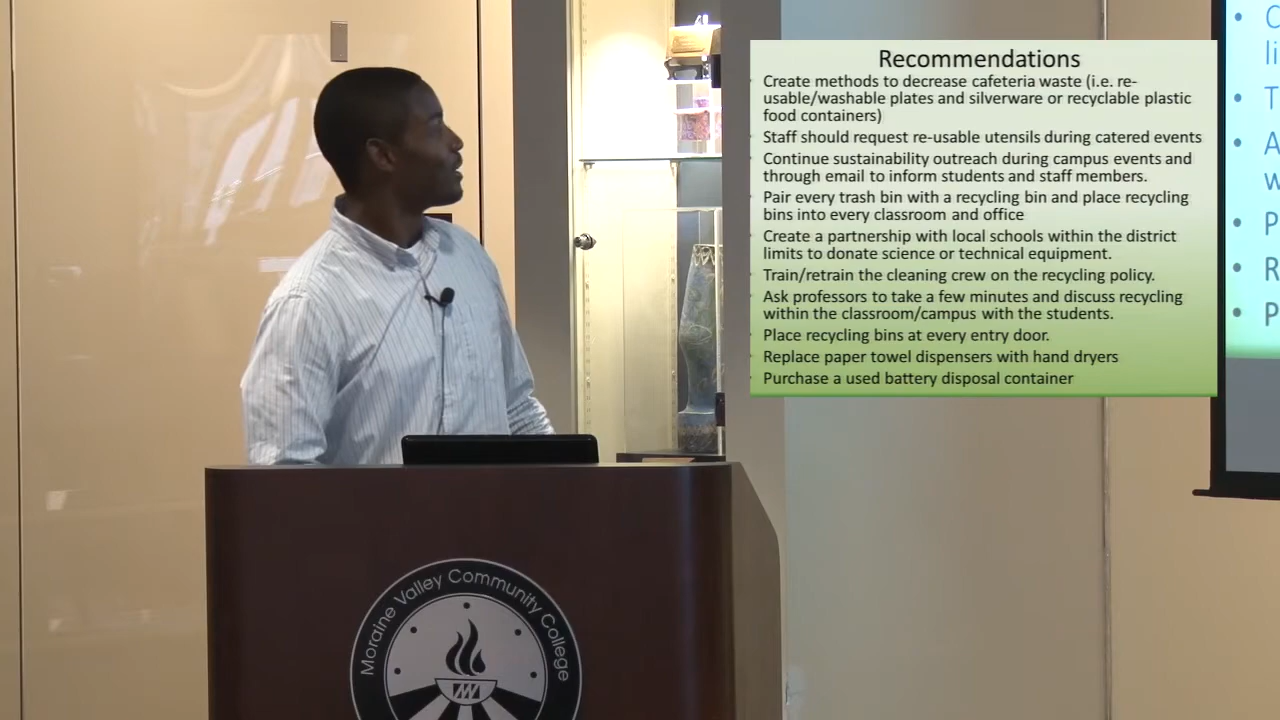 Recommendations
Create methods to decrease cafeteria waste (i.e. re-
usable/washable plates and silverware or recyclable plastic
food containers)
Staff should request re-usable utensils during catered events
Continue sustainability outreach during campus events and
through email to inform students and staff members.
Pair every trash bin with a recycling bin and place recycling
bins into every classroom and office
Create a partnership with local schools within the district
limits to donate science or technical equipment.
Train/retrain the cleaning crew on the recycling policy.
Ask professors to take a few minutes and discuss recycling
within the classroom/campus with the students.
Place recycling bins at every entry door.
Replace paper towel dispensers with hand dryers
Purchase a used battery disposal container
Moraine Valley Community College